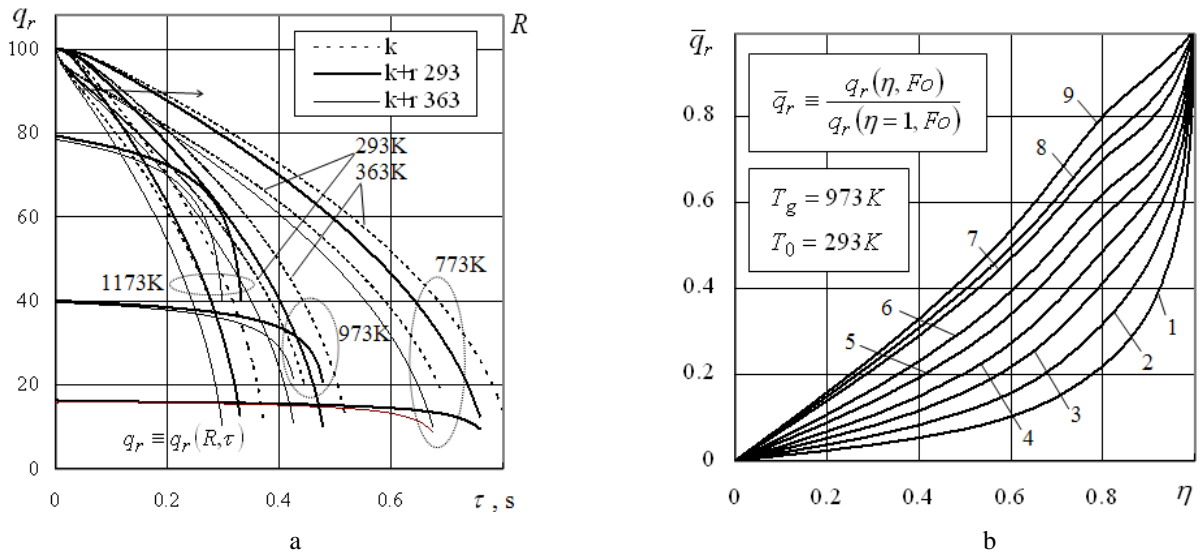 q_r
R
100
80
60
40
20
0
k
k+r 293
k+r 363
293K
363K
1173K
973K
773K
q_r ≡ q_r(R,τ)
0
0.2
0.4
0.6
τ , s
a
q̅_r
0.8
0.6
0.4
0.2
0
q̅_r ≡ q_r(η, Fo) / q_r(η = 1, Fo)
T_g = 973K
T_0 = 293K
9
8
7
6
5
1
2
3
4
0
0.2
0.4
0.6
0.8
η
b